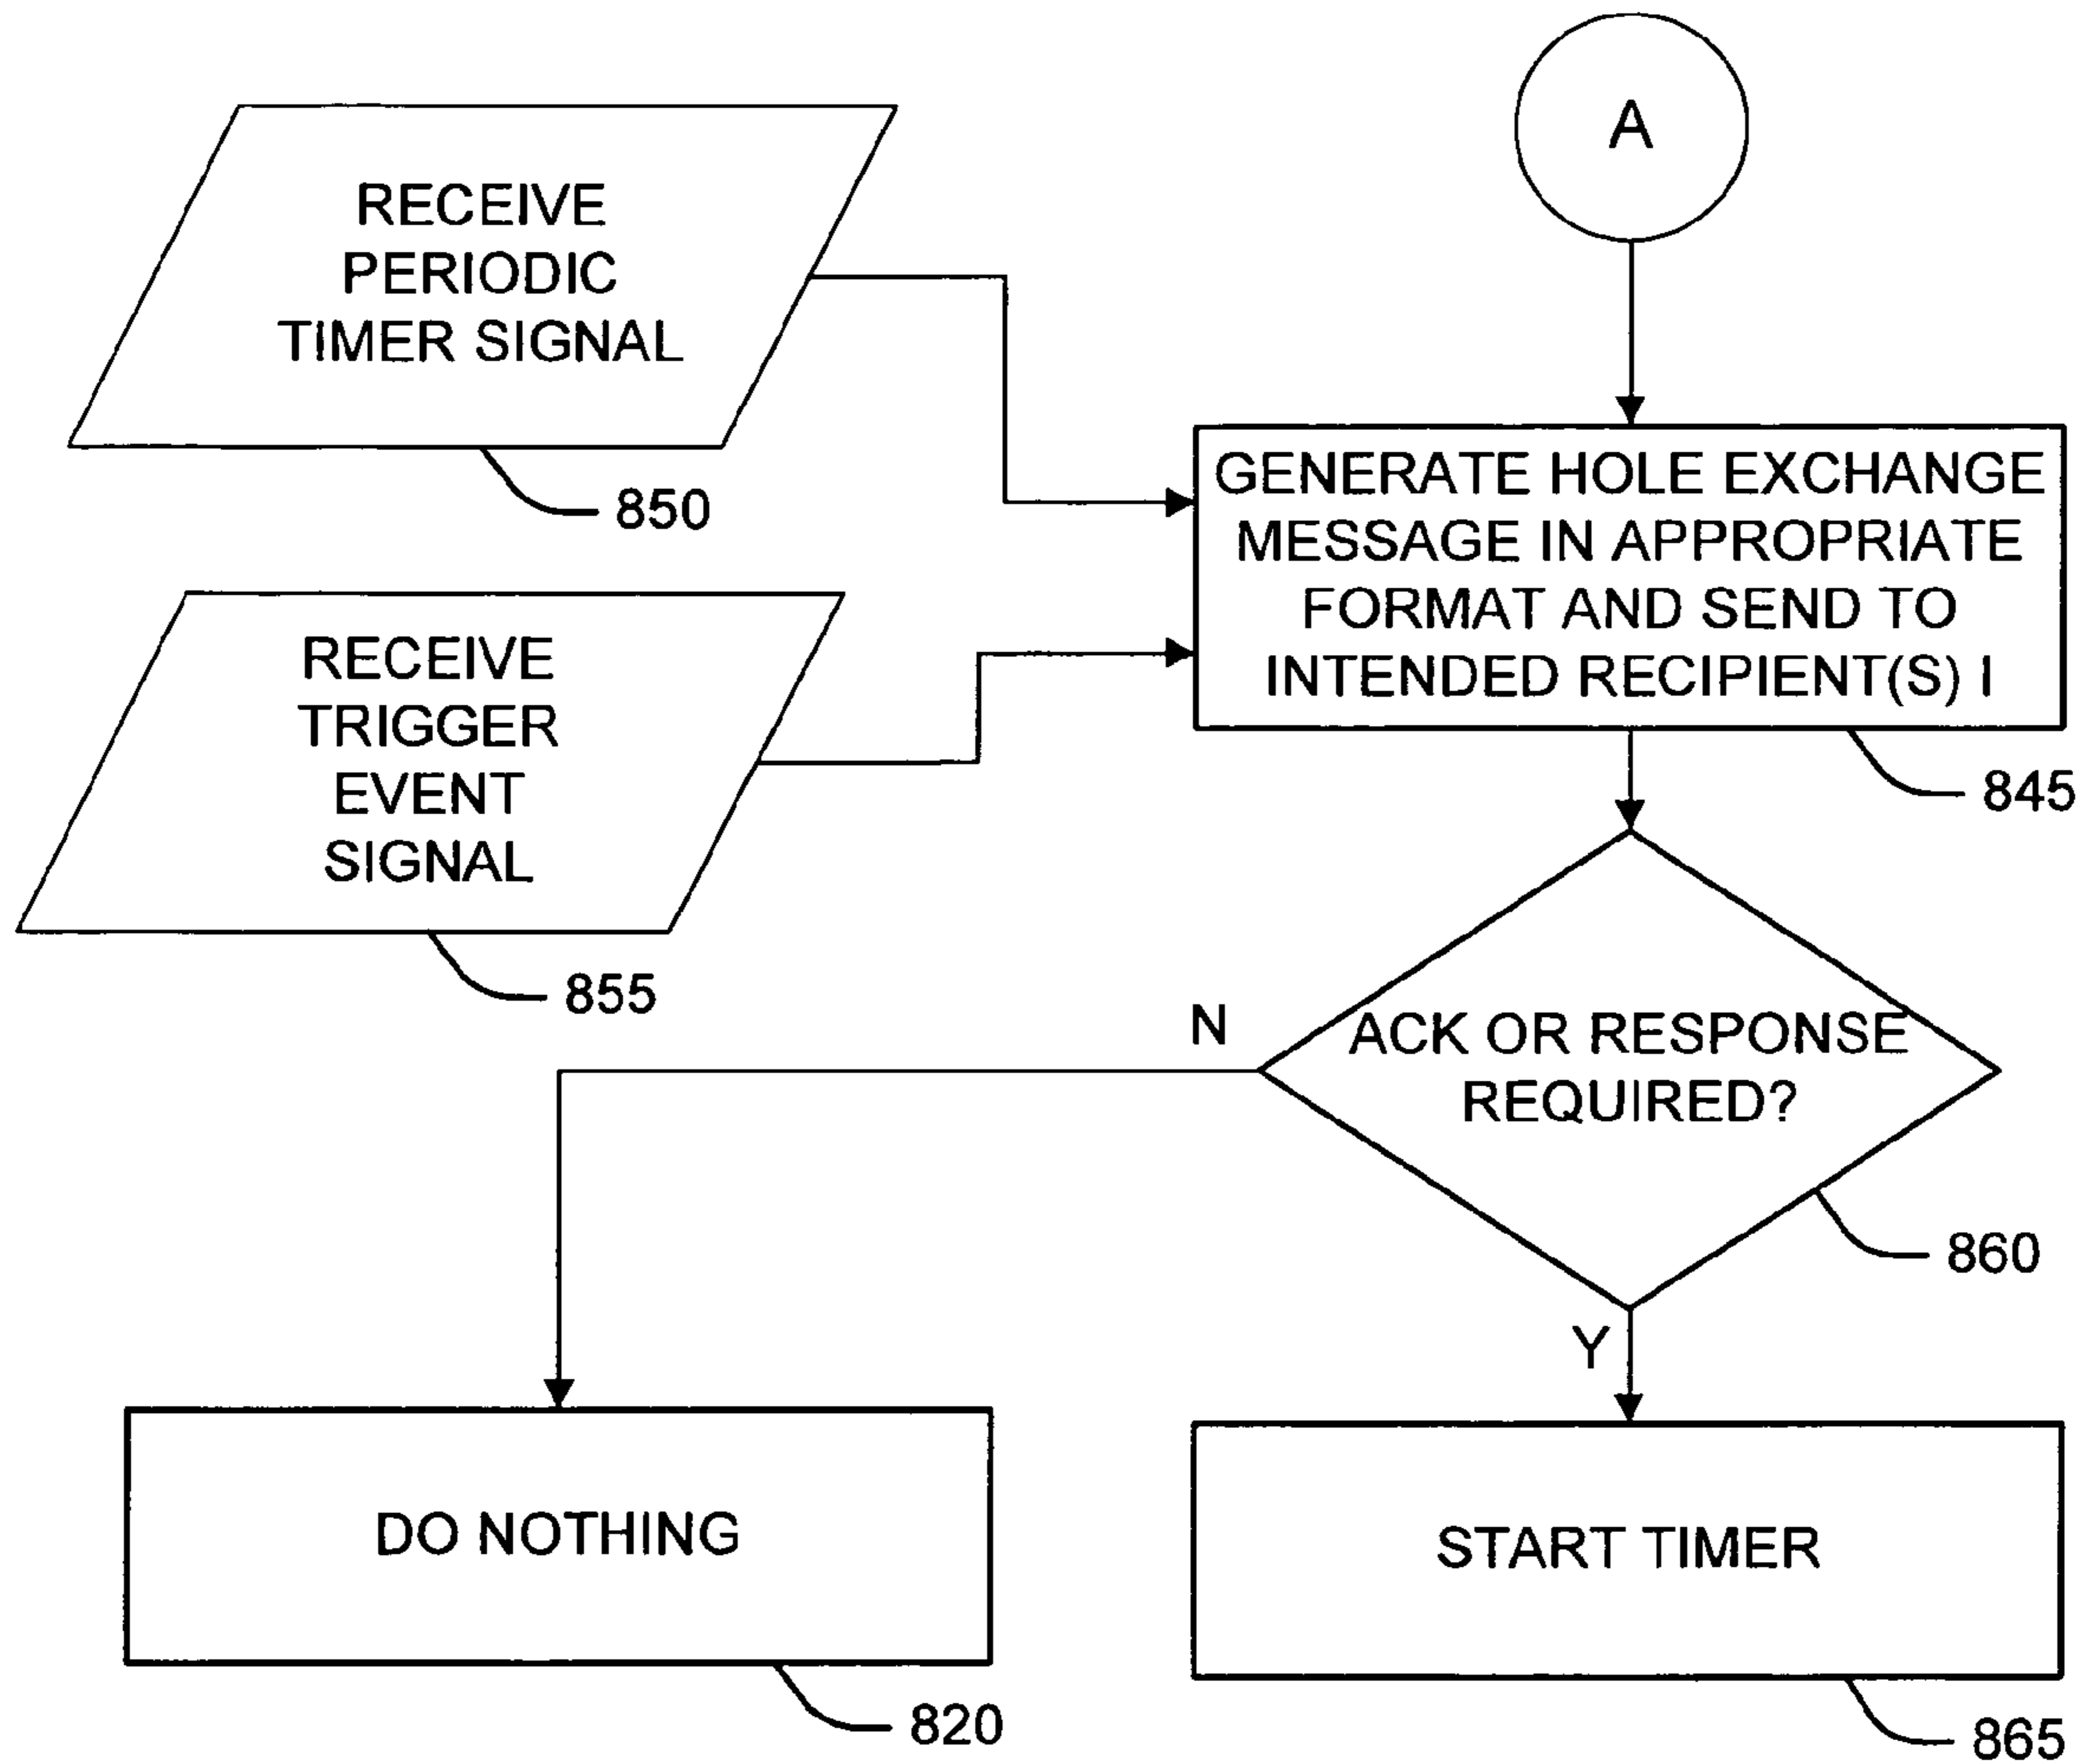 A
RECEIVE
PERIODIC
TIMER SIGNAL
850
GENERATE HOLE EXCHANGE
MESSAGE IN APPROPRIATE
FORMAT AND SEND TO
INTENDED RECIPIENT(S) I
845
RECEIVE
TRIGGER
EVENT
SIGNAL
855
N
ACK OR RESPONSE
REQUIRED?
860
Y
DO NOTHING
820
START TIMER
865